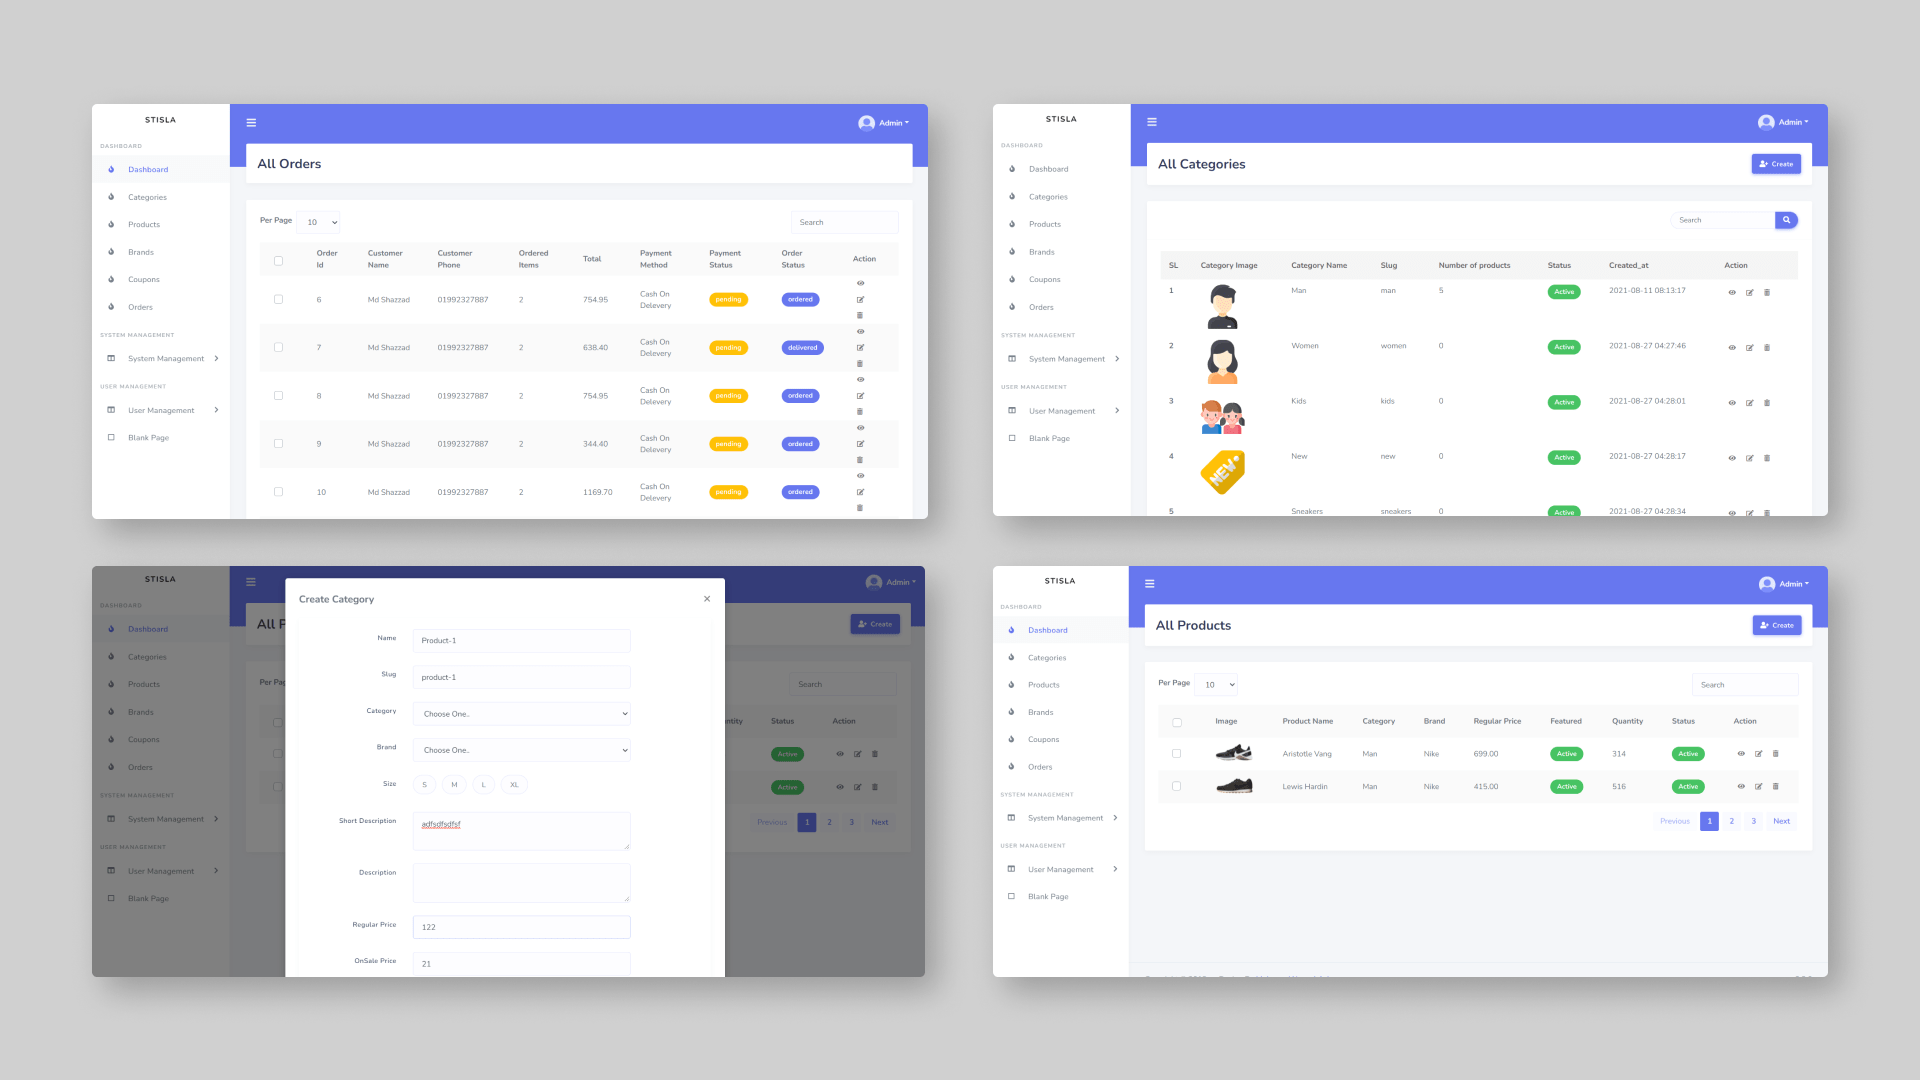 STISLA
Admin
DASHBOARD
Dashboard
Categories
Products
Brands
Coupons
Orders
SYSTEM MANAGEMENT
System Management
USER MANAGEMENT
User Management
Blank Page
All Orders
Per Page 10 Search
Order Id Customer Name Customer Phone Ordered Items Total Payment Method Payment Status Order Status Action
6 Md Shazzad 01992327887 2 754.95 Cash On Delevery pending ordered
7 Md Shazzad 01992327887 2 638.40 Cash On Delevery pending delivered
8 Md Shazzad 01992327887 2 754.95 Cash On Delevery pending ordered
9 Md Shazzad 01992327887 2 344.40 Cash On Delevery pending ordered
10 Md Shazzad 01992327887 2 1169.70 Cash On Delevery pending ordered
STISLA
Admin
DASHBOARD
Dashboard
Categories
Products
Brands
Coupons
Orders
SYSTEM MANAGEMENT
System Management
USER MANAGEMENT
User Management
Blank Page
All Categories
Create
Search
SL Category Image Category Name Slug Number of products Status Created_at Action
1 Man man 5 Active 2021-08-11 08:13:17
2 Women women 0 Active 2021-08-27 04:27:46
3 Kids kids 0 Active 2021-08-27 04:28:01
4 NEW New new 0 Active 2021-08-27 04:28:17
5 Sneakers sneakers 0 Active 2021-08-27 04:28:34
STISLA
Admin
DASHBOARD
Dashboard
Categories
Products
Brands
Coupons
Orders
SYSTEM MANAGEMENT
System Management
USER MANAGEMENT
User Management
Blank Page
All P
Create
Per Pag
Search
ntity Status Action
Active
Active
Previous 1 2 3 Next
Create Category ×
Name Product-1
Slug product-1
Category Choose One..
Brand Choose One..
Size S M L XL
Short Description adfsdfsdfsf
Description
Regular Price 122
OnSale Price 21
STISLA
Admin
DASHBOARD
Dashboard
Categories
Products
Brands
Coupons
Orders
SYSTEM MANAGEMENT
System Management
USER MANAGEMENT
User Management
Blank Page
All Products
Create
Per Page 10 Search
Image Product Name Category Brand Regular Price Featured Quantity Status Action
Aristotle Vang Man Nike 699.00 Active 314 Active
Lewis Hardin Man Nike 415.00 Active 516 Active
Previous 1 2 3 Next